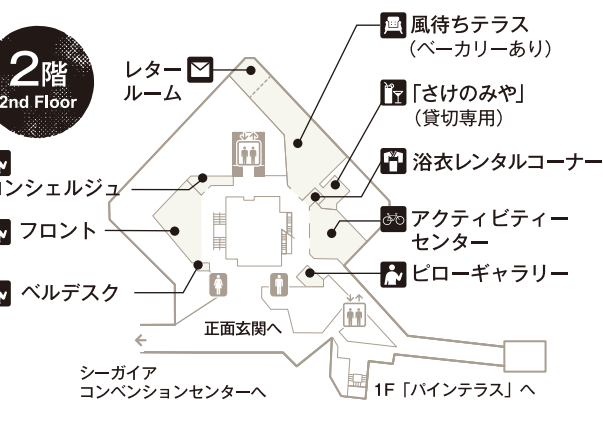 2階
2nd Floor
レター
ルーム
風待ちテラス
（ベーカリーあり）
「さけのみや」
（貸切専用）
浴衣レンタルコーナー
ンシェルジュ
フロント
アクティビティー
センター
ベルデスク
ピローギャラリー
正面玄関へ
シーガイア
コンベンションセンターへ
1F「パインテラス」へ